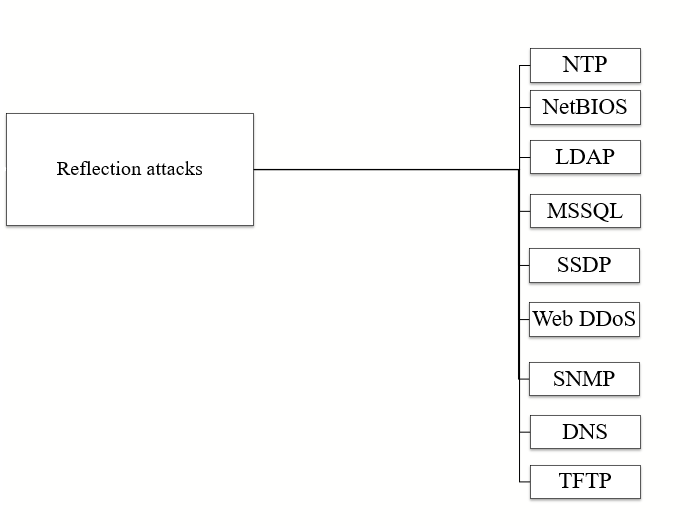 NTP
NetBIOS
LDAP
Reflection attacks
MSSQL
SSDP
Web DDoS
SNMP
DNS
TFTP